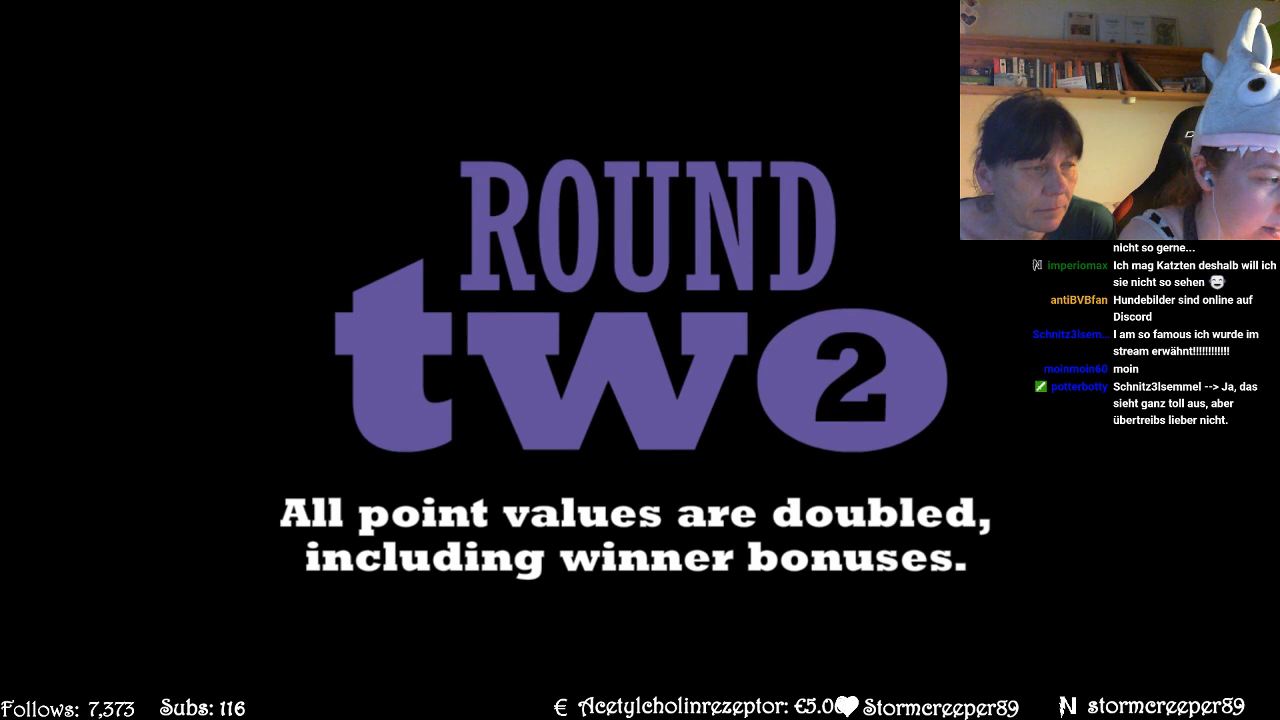 ROUND
two 2
All point values are doubled,
including winner bonuses.
nicht so gerne...
imperiomax Ich mag Katzten deshalb will ich
sie nicht so sehen
antiBVBfan Hundebilder sind online auf
Discord
Schnitz3lsem... I am so famous ich wurde im
stream erwähnt!!!!!!!!!!!!
moinmoin60 moin
potterbotty Schnitz3lsemmel --> Ja, das
sieht ganz toll aus, aber
übertreibs lieber nicht.
Follows: 7,373 Subs: 116 € Acetylcholinrezeptor: €5.0 Stormcreeper89 N stormcreeper89